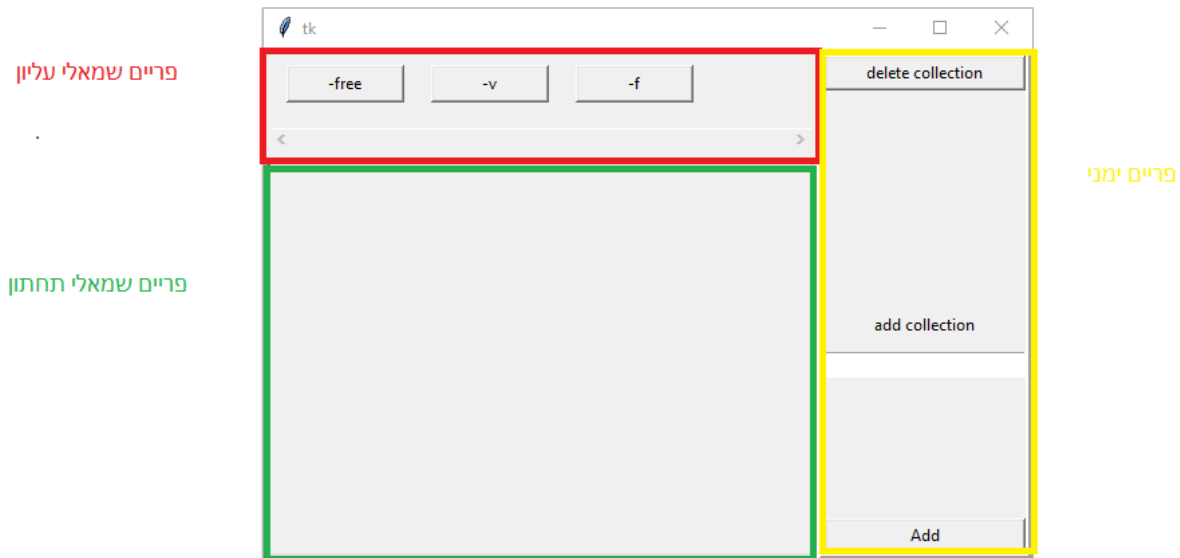 tk
פריים שמאלי עליון
-free
-v
-f
delete collection
.
פריים ימני
פריים שמאלי תחתון
add collection
Add